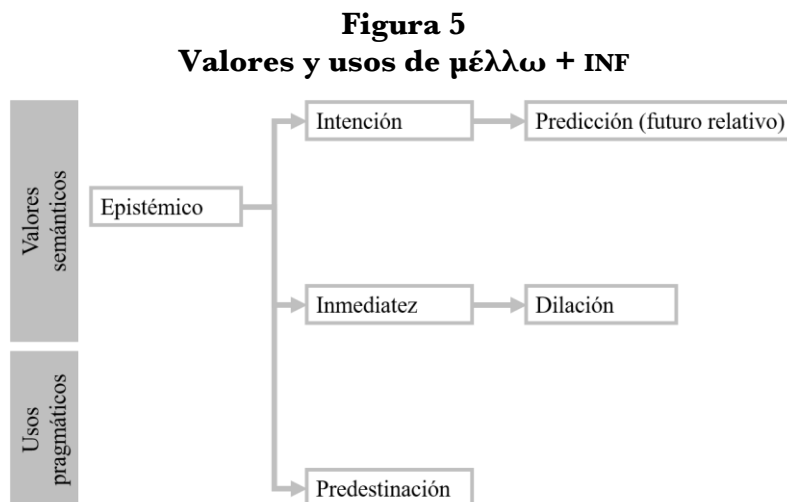 Figura 5
Valores y usos de μέλλω + INF
Valores
semánticos
Epistémico
Intención
Predicción (futuro relativo)
Inmediatez
Dilación
Usos
pragmáticos
Predestinación